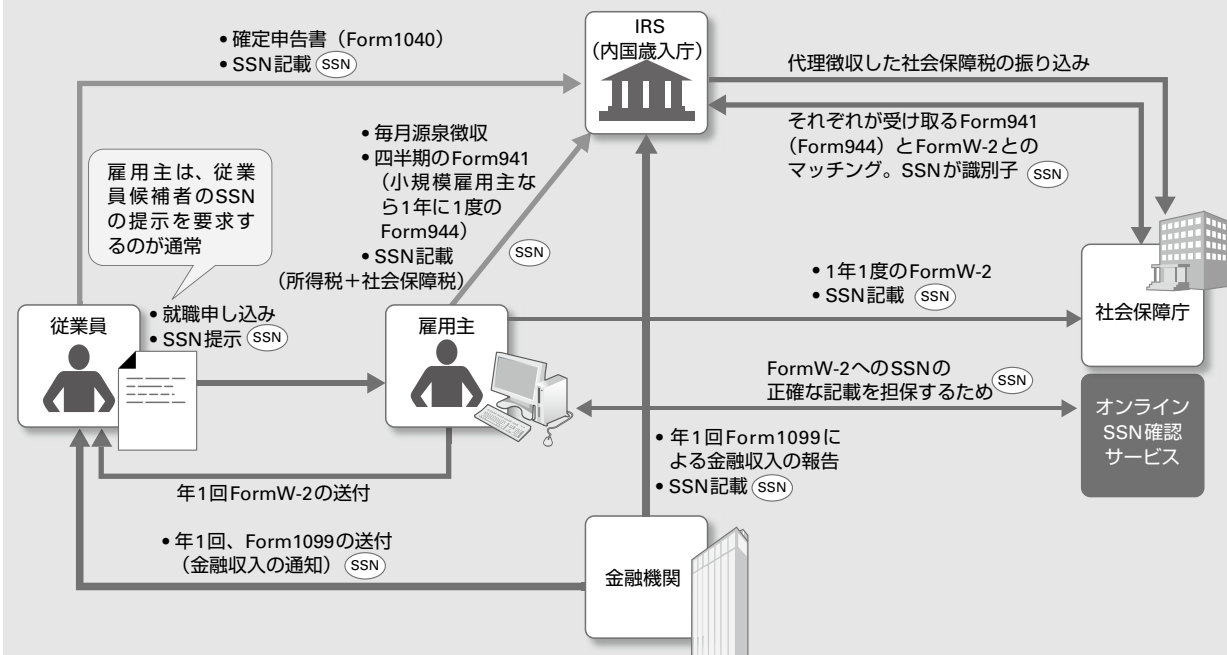 • 確定申告書（Form1040）
• SSN記載 SSN
IRS
（内国歳入庁）
代理徴収した社会保障税の振り込み
それぞれが受け取るForm941
（Form944）とFormW-2との
マッチング。SSNが識別子 SSN
• 毎月源泉徴収
• 四半期のForm941
（小規模雇用主な
ら1年に1度の
Form944）
• SSN記載 SSN
（所得税＋社会保障税）
雇用主は、従業
員候補者のSSN
の提示を要求す
るのが通常
• 1年1度のFormW-2
• SSN記載 SSN
社会保障庁
従業員
• 就職申し込み
• SSN提示 SSN
雇用主
FormW-2へのSSNの
正確な記載を担保するため SSN
オンライン
SSN確認
サービス
• 年1回Form1099に
よる金融収入の報告
• SSN記載 SSN
年1回FormW-2の送付
• 年1回、Form1099の送付
（金融収入の通知） SSN
金融機関